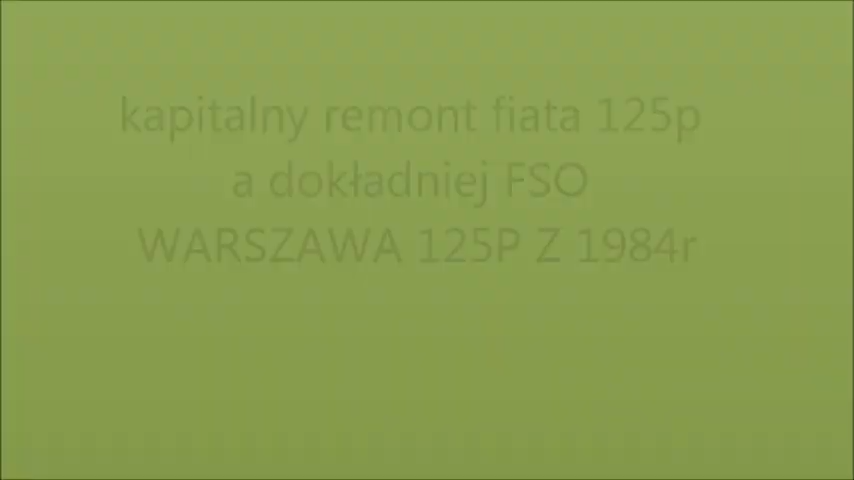 kapitalny remont fiata 125p
a dokładniej FSO
WARSZAWA 125P Z 1984r